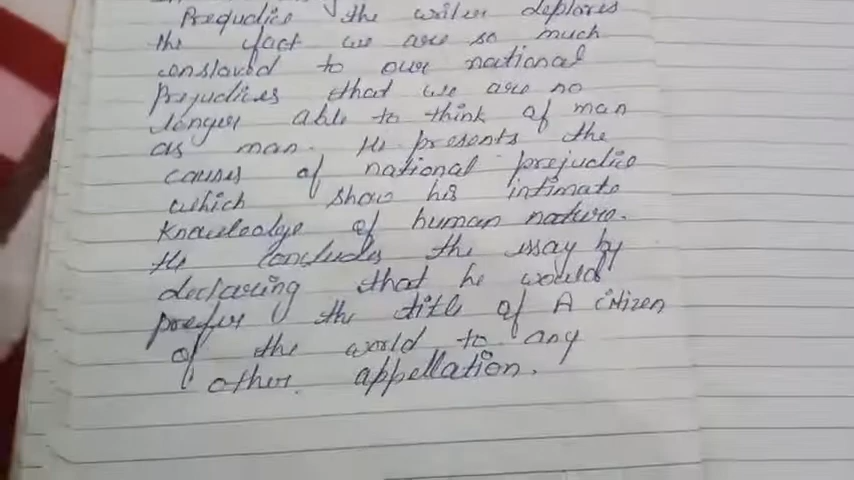 Prequdice the writer deplores
the fact we are so much
conslaved to our national
Prejudices that we are no
longer able to think of man
as man. He presents the
causes of national prejudice
which show his intimate
knowledge of human nature.
He concludes the essay by
declaring that he would
prefer the title of A citizen
of the world to any
other. appellation.